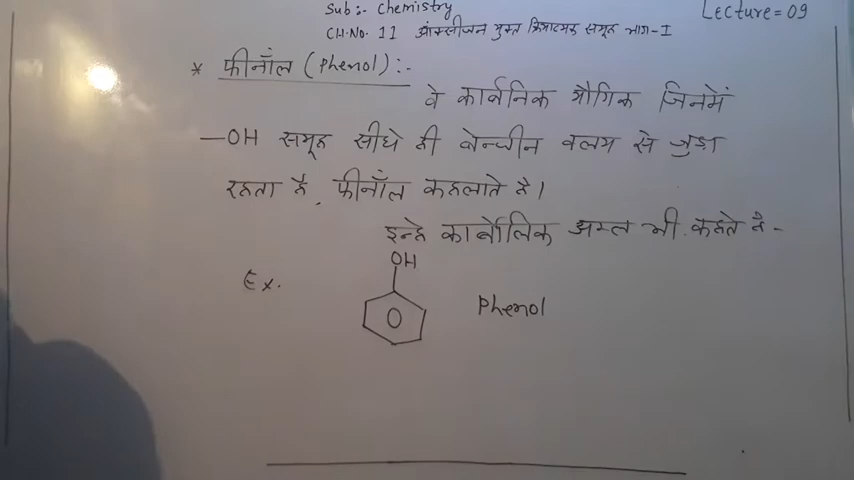 Sub:- Chemistry
Lecture=09
CH.No. 11 ऑक्सीजन युक्त क्रियात्मक समूह भाग-I
* फीनॉल (Phenol):-
वे कार्बनिक यौगिक जिनमें
—OH समूह सीधे ही बेन्जीन वलय से जुड़ा
रहता है, फीनॉल कहलाते है।
इन्हे कार्बोलिक अम्ल भी कहते है-
OH
Ex.
Phenol